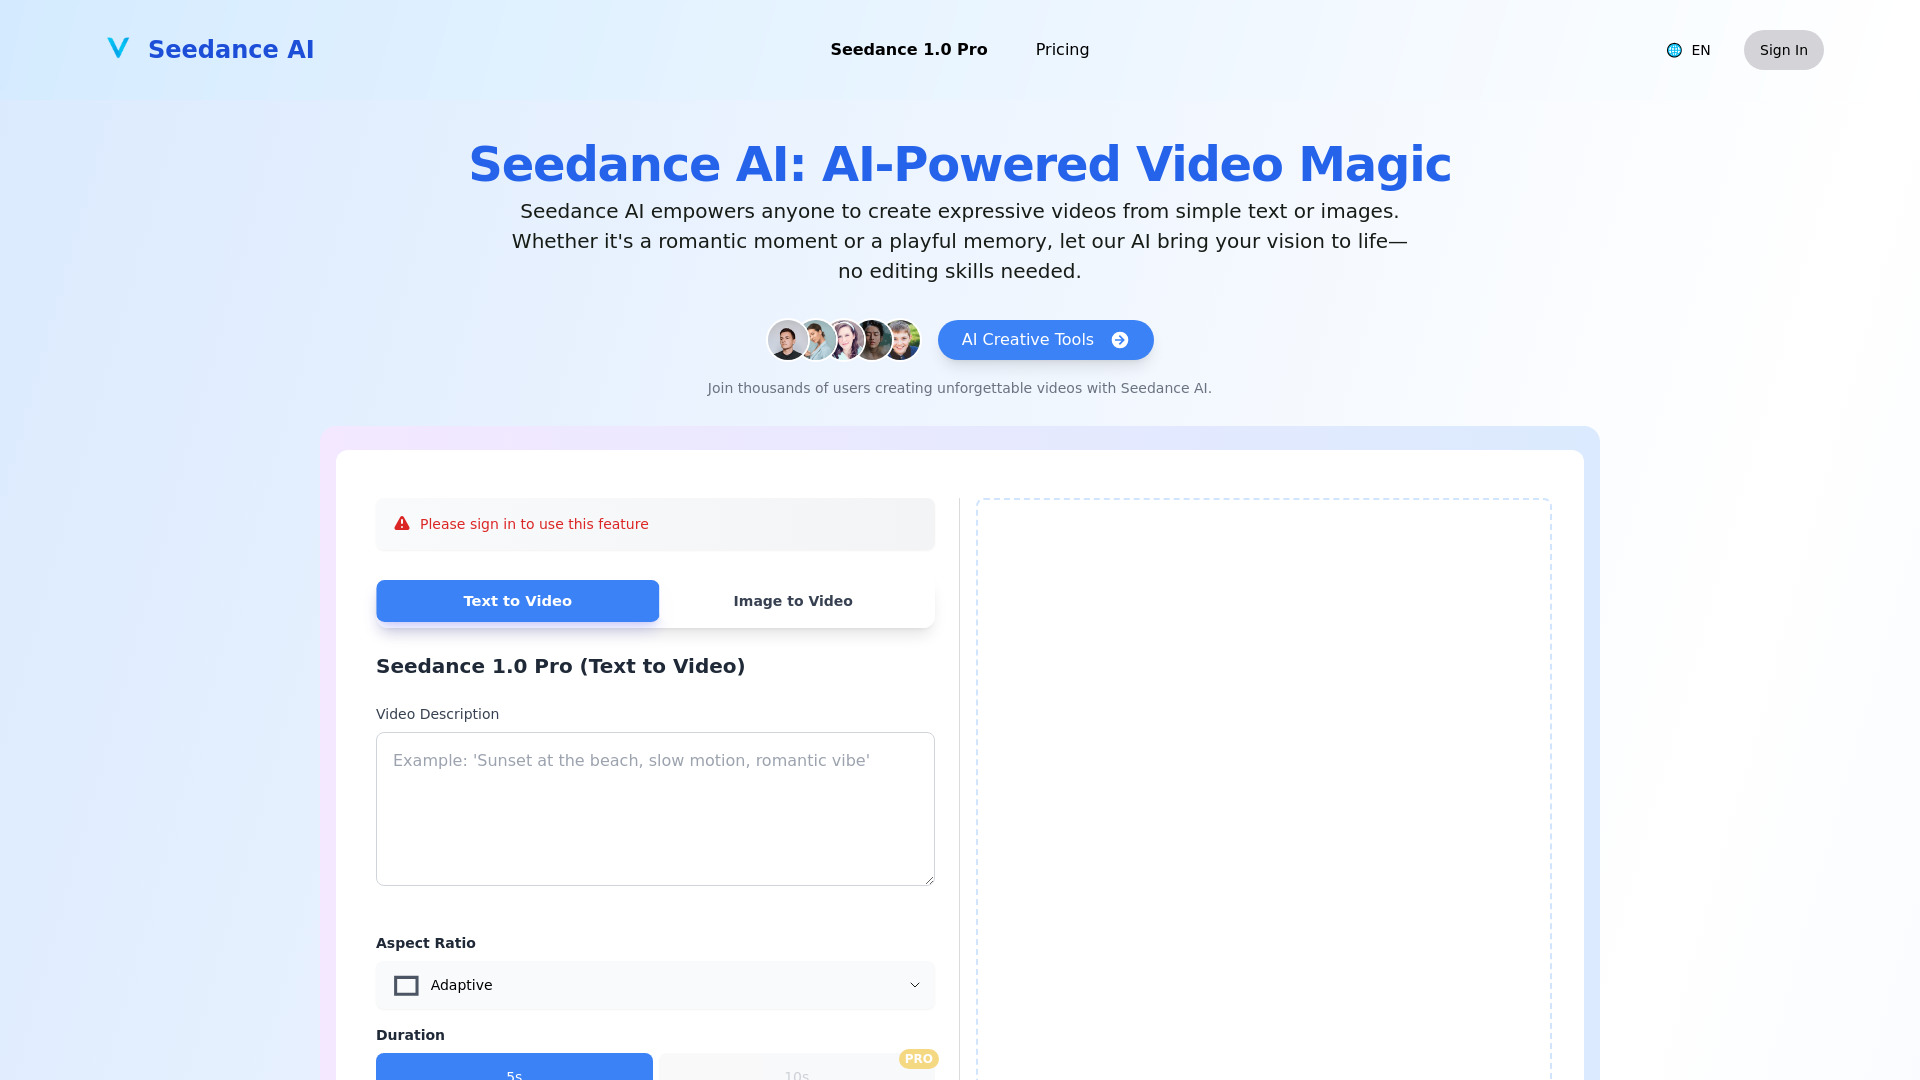 Seedance AI
Seedance 1.0 Pro
Pricing
EN
Sign In
Seedance AI: AI-Powered Video Magic
Seedance AI empowers anyone to create expressive videos from simple text or images.
Whether it's a romantic moment or a playful memory, let our AI bring your vision to life—
no editing skills needed.
AI Creative Tools
Join thousands of users creating unforgettable videos with Seedance AI.
Please sign in to use this feature
Text to Video
Image to Video
Seedance 1.0 Pro (Text to Video)
Video Description
Example: 'Sunset at the beach, slow motion, romantic vibe'
Aspect Ratio
Adaptive
Duration
5s
10s
PRO